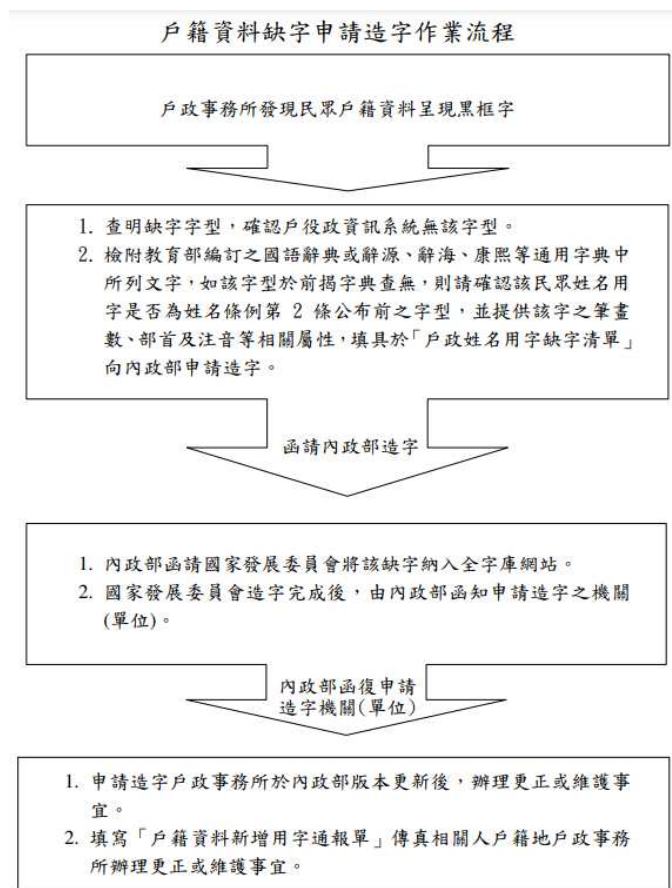 戶籍資料缺字申請造字作業流程
戶政事務所發現民眾戶籍資料呈現黑框字
1. 查明缺字字型，確認戶役政資訊系統無該字型。
2. 檢附教育部編訂之國語辭典或辭源、辭海、康熙等通用字典中
所列文字，如該字型於前揭字典查無，則請確認該民眾姓名用
字是否為姓名條例第 2 條公布前之字型，並提供該字之筆畫
數、部首及注音等相關屬性，填具於「戶政姓名用字缺字清單」
向內政部申請造字。
函請內政部造字
1. 內政部函請國家發展委員會將該缺字納入全字庫網站。
2. 國家發展委員會造字完成後，由內政部函知申請造字之機關
(單位)。
內政部函復申請
造字機關(單位)
1. 申請造字戶政事務所於內政部版本更新後，辦理更正或維護事
宜。
2. 填寫「戶籍資料新增用字通報單」傳真相關人戶籍地戶政事務
所辦理更正或維護事宜。